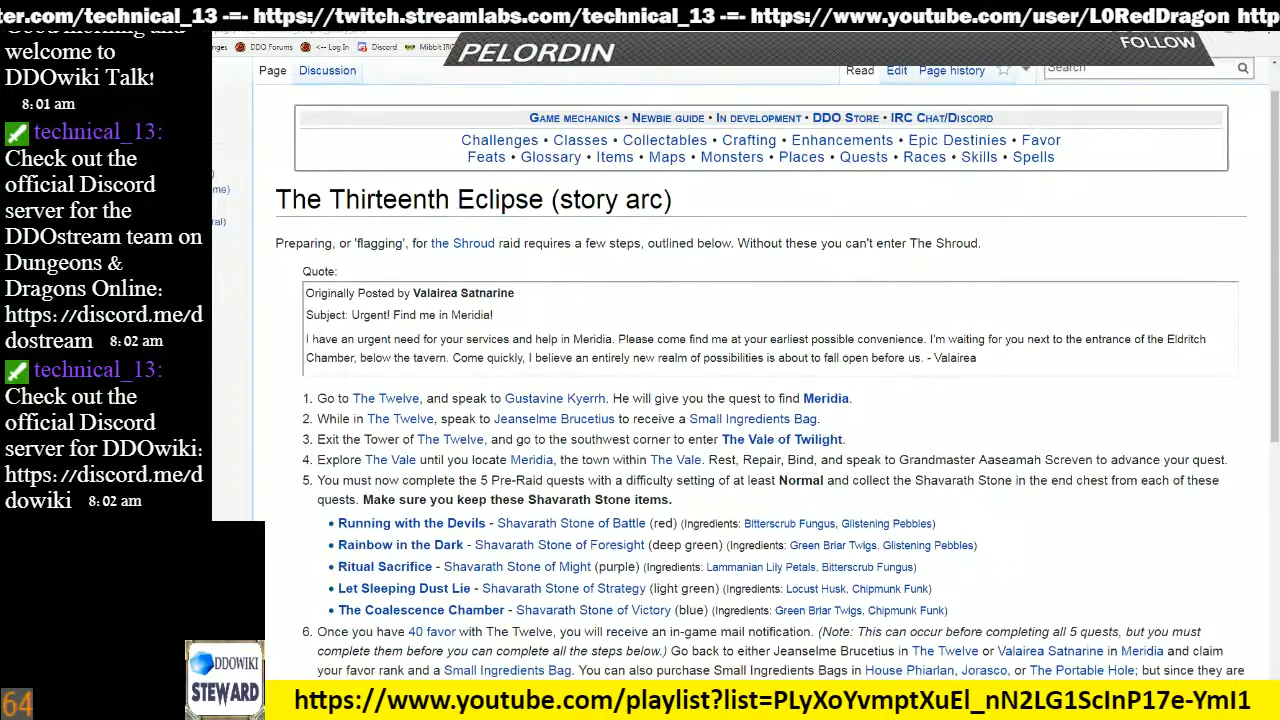 ter.com/technical_13 -=- https://twitch.streamlabs.com/technical_13 -=- https://www.youtube.com/user/L0RedDragon http
Good morning and
welcome to
DDOwiki Talk!
8:01 am
technical_13:
Check out the
official Discord
server for the
DDOstream team on
Dungeons &
Dragons Online:
https://discord.me/d
dostream 8:02 am
technical_13:
Check out the
official Discord
server for DDOwiki:
https://discord.me/d
dowiki 8:02 am
nges DDO Forums <-- Log In Discord Mibbit IR
PELORDIN
FOLLOW
Page Discussion Read Edit Page history Search
GAME MECHANICS • NEWBIE GUIDE • IN DEVELOPMENT • DDO STORE • IRC CHAT/DISCORD
Challenges • Classes • Collectables • Crafting • Enhancements • Epic Destinies • Favor
Feats • Glossary • Items • Maps • Monsters • Places • Quests • Races • Skills • Spells
me)
ral)
The Thirteenth Eclipse (story arc)
Preparing, or 'flagging', for the Shroud raid requires a few steps, outlined below. Without these you can't enter The Shroud.
Quote:
Originally Posted by Valairea Satnarine
Subject: Urgent! Find me in Meridia!
I have an urgent need for your services and help in Meridia. Please come find me at your earliest possible convenience. I'm waiting for you next to the entrance of the Eldritch
Chamber, below the tavern. Come quickly, I believe an entirely new realm of possibilities is about to fall open before us. - Valairea
1. Go to The Twelve, and speak to Gustavine Kyerrh. He will give you the quest to find Meridia.
2. While in The Twelve, speak to Jeanselme Brucetius to receive a Small Ingredients Bag.
3. Exit the Tower of The Twelve, and go to the southwest corner to enter The Vale of Twilight.
4. Explore The Vale until you locate Meridia, the town within The Vale. Rest, Repair, Bind, and speak to Grandmaster Aaseamah Screven to advance your quest.
5. You must now complete the 5 Pre-Raid quests with a difficulty setting of at least Normal and collect the Shavarath Stone in the end chest from each of these
quests. Make sure you keep these Shavarath Stone items.
• Running with the Devils - Shavarath Stone of Battle (red) (Ingredients: Bitterscrub Fungus, Glistening Pebbles)
• Rainbow in the Dark - Shavarath Stone of Foresight (deep green) (Ingredients: Green Briar Twigs, Glistening Pebbles)
• Ritual Sacrifice - Shavarath Stone of Might (purple) (Ingredients: Lammanian Lily Petals, Bitterscrub Fungus)
• Let Sleeping Dust Lie - Shavarath Stone of Strategy (light green) (Ingredients: Locust Husk, Chipmunk Funk)
• The Coalescence Chamber - Shavarath Stone of Victory (blue) (Ingredients: Green Briar Twigs, Chipmunk Funk)
6. Once you have 40 favor with The Twelve, you will receive an in-game mail notification. (Note: This can occur before completing all 5 quests, but you must
complete them before you can complete all the steps below.) Go back to either Jeanselme Brucetius in The Twelve or Valairea Satnarine in Meridia and claim
your favor rank and a Small Ingredients Bag. You can also purchase Small Ingredients Bags in House Phiarlan, Jorasco, or The Portable Hole; but since they are
DDOWIKI
STEWARD
64
https://www.youtube.com/playlist?list=PLyXoYvmptXuEl_nN2LG1ScInP17e-YmI1